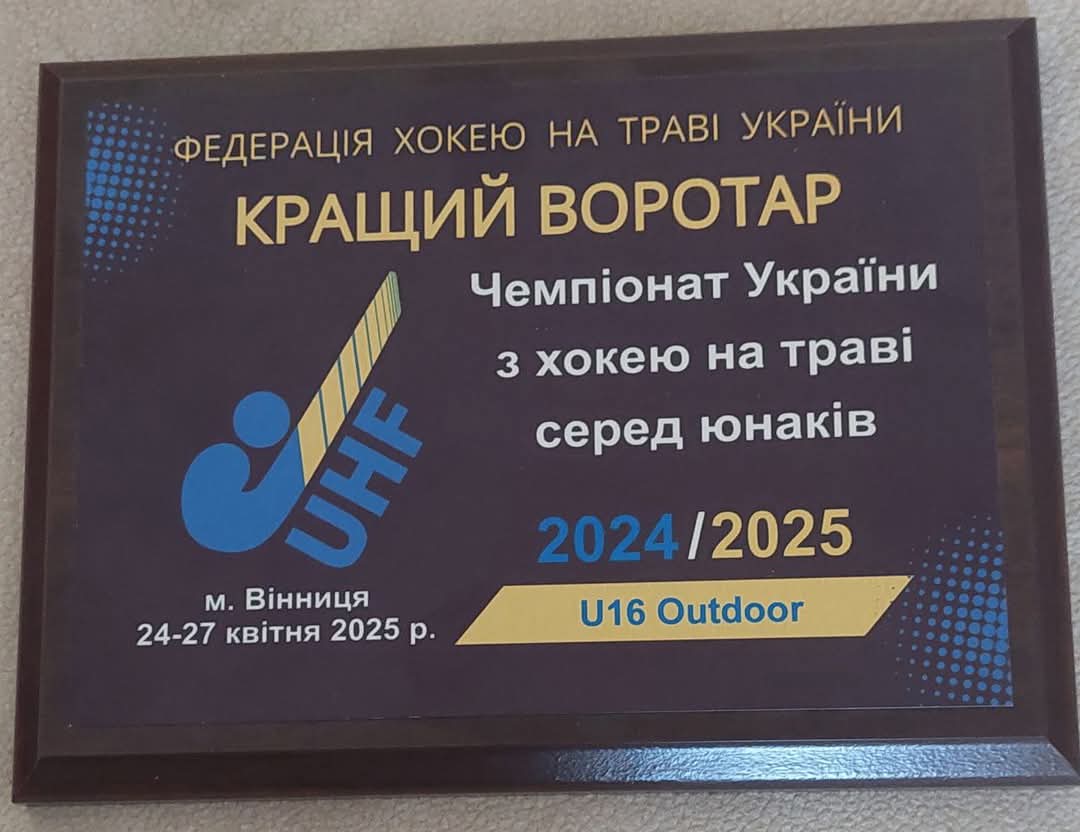 ФЕДЕРАЦІЯ ХОКЕЮ НА ТРАВІ УКРАЇНИ
КРАЩИЙ ВОРОТАР
Чемпіонат України
з хокею на траві
серед юнаків
UHF
2024/2025
U16 Outdoor
м. Вінниця
24-27 квітня 2025 р.